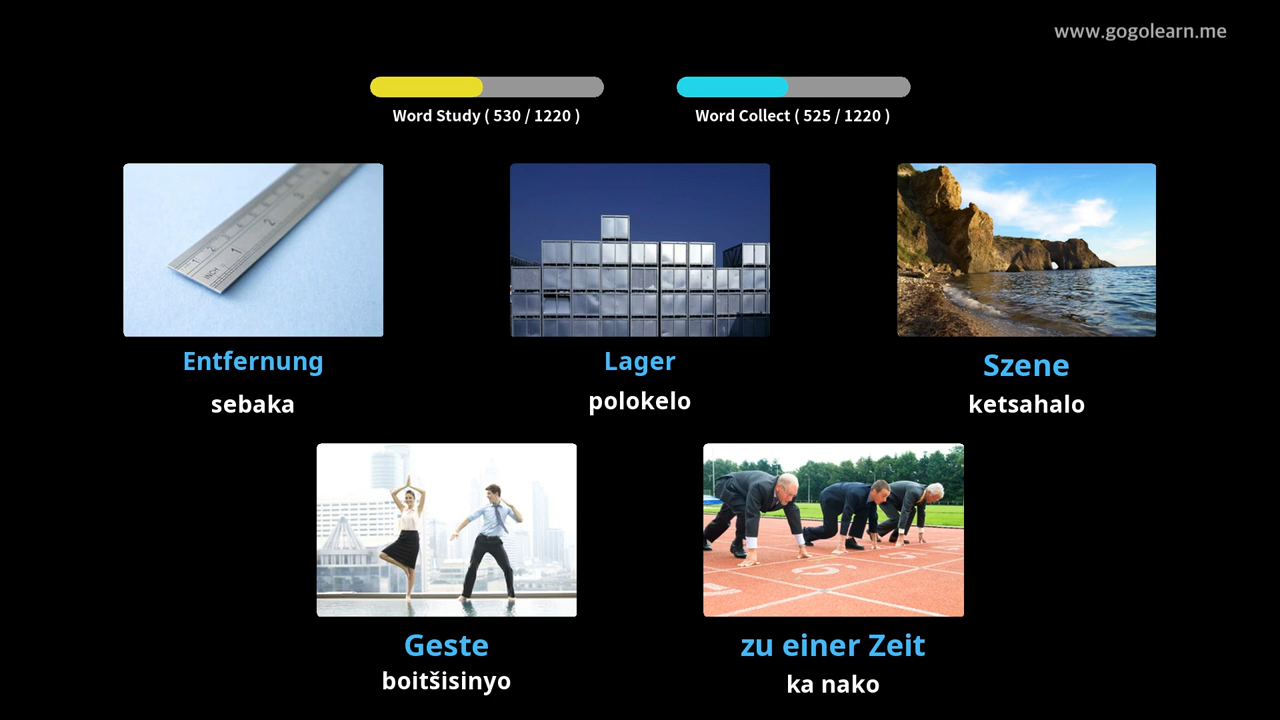 www.gogolearn.me
Word Study ( 530 / 1220 )
Word Collect ( 525 / 1220 )
Entfernung
sebaka
Lager
polokelo
Szene
ketsahalo
Geste
boitšisinyo
zu einer Zeit
ka nako